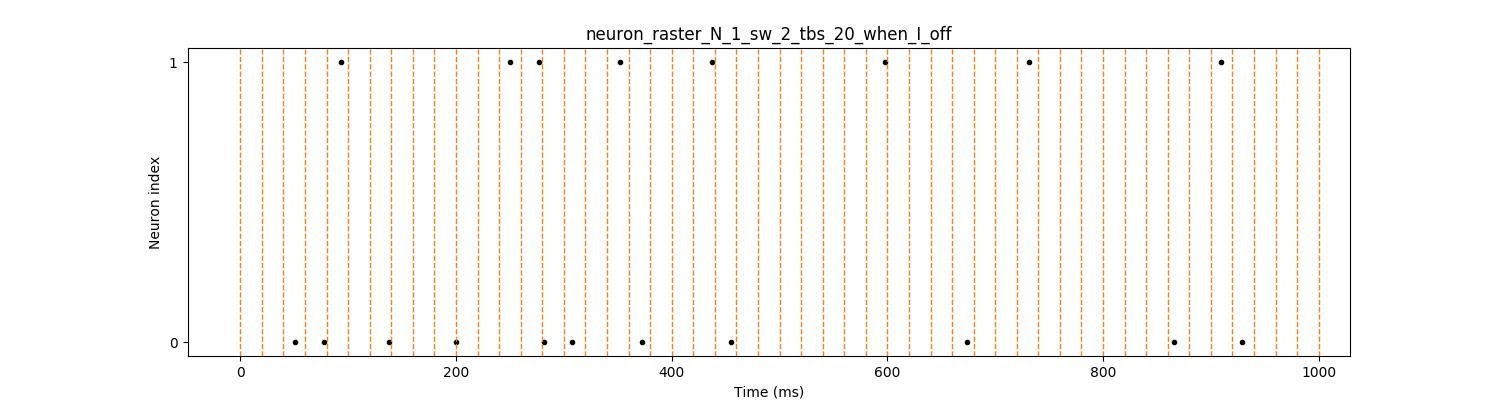 neuron_raster_N_1_sw_2_tbs_20_when_I_off
1
Neuron index
0
0 200 400 600 800 1000
Time (ms)